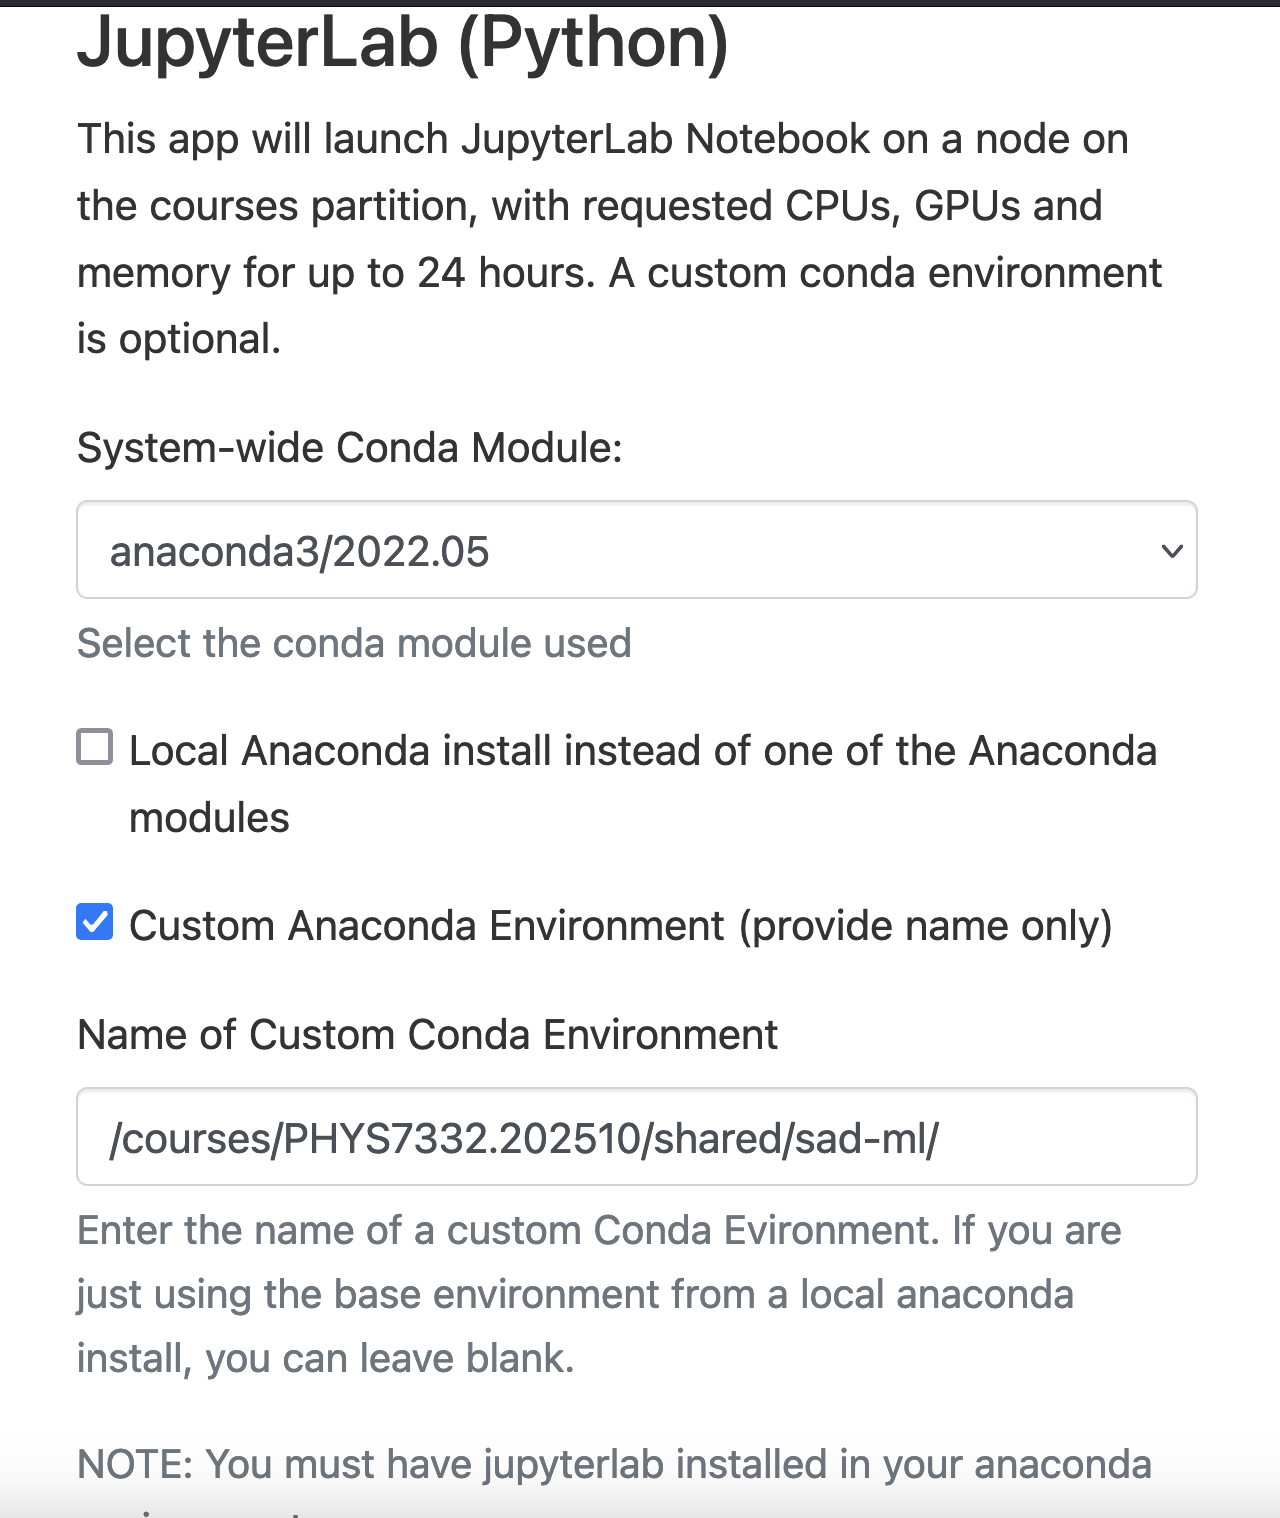 JupyterLab (Python)
This app will launch JupyterLab Notebook on a node on
the courses partition, with requested CPUs, GPUs and
memory for up to 24 hours. A custom conda environment
is optional.
System-wide Conda Module:
anaconda3/2022.05
Select the conda module used
Local Anaconda install instead of one of the Anaconda
modules
Custom Anaconda Environment (provide name only)
Name of Custom Conda Environment
/courses/PHYS7332.202510/shared/sad-ml/
Enter the name of a custom Conda Evironment. If you are
just using the base environment from a local anaconda
install, you can leave blank.
NOTE: You must have jupyterlab installed in your anaconda